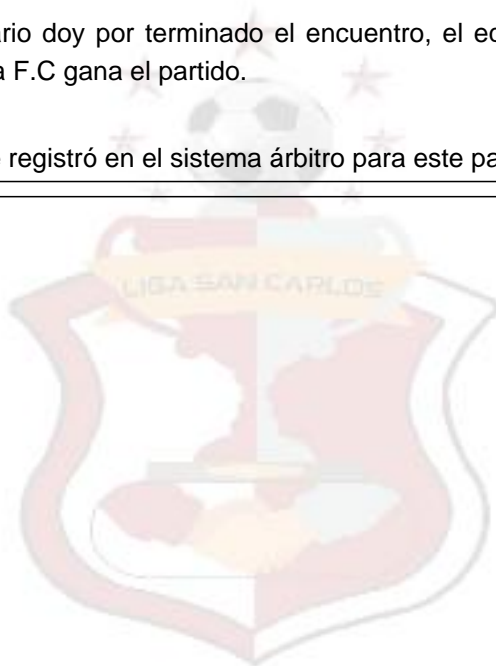 ario doy por terminado el encuentro, el ec
a F.C gana el partido.
e registró en el sistema árbitro para este pa
LIGA SAN CARLOS